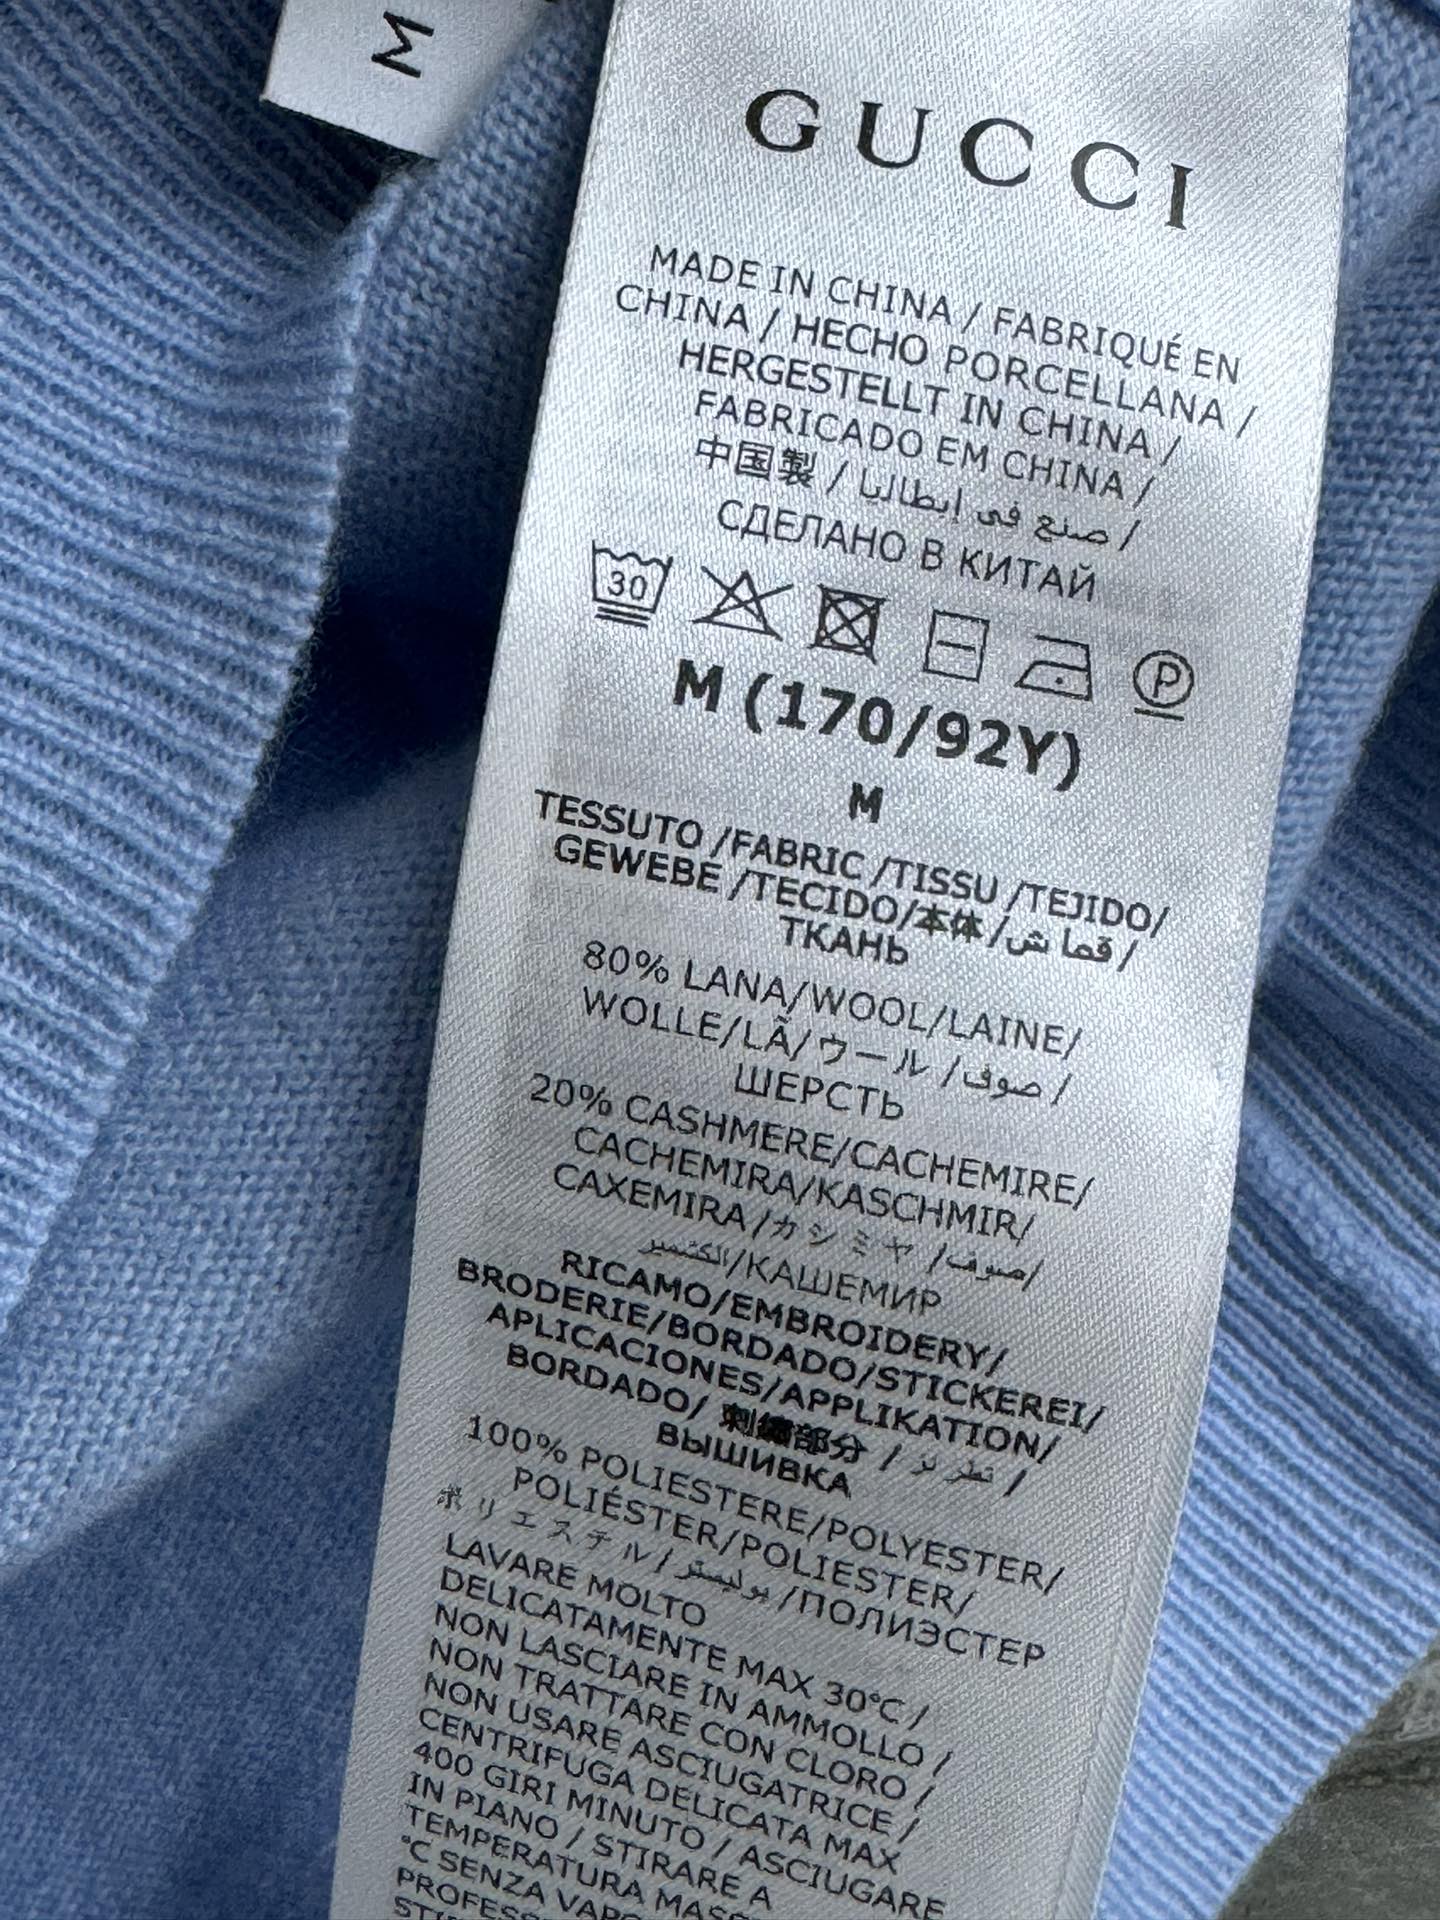 M
GUCCI
MADE IN CHINA / FABRIQUÉ EN
CHINA / HECHO PORCELLANA /
HERGESTELLT IN CHINA /
FABRICADO EM CHINA /
中国製 / صنع في إيطاليا /
СДЕЛАНО В КИТАЙ
30 P
M (170/92Y)
M
TESSUTO /FABRIC /TISSU /TEJIDO/
GEWEBE /TECIDO/本体/قما ش/
ТКАНЬ
80% LANA/WOOL/LAINE/
WOLLE/LÃ/ウール/صوف/
ШЕРСТЬ
20% CASHMERE/CACHEMIRE/
CACHEMIRA/KASCHMIR/
CAXEMIRA/カシミヤ/صوف/
الكشمير/КАШЕМИР
RICAMO/EMBROIDERY/
BRODERIE/BORDADO/STICKEREI/
APLICACIONES/APPLIKATION/
BORDADO/ 刺繍部分 /
ВЫШИВКА
100% POLIESTERE/POLYESTER/
POLIÉSTER/POLIESTER/
ポリエステル/بوليستر/ПОЛИЭСТЕР
LAVARE MOLTO
DELICATAMENTE MAX 30°C /
NON LASCIARE IN AMMOLLO /
NON TRATTARE CON CLORO /
NON USARE ASCIUGATRICE /
CENTRIFUGA DELICATA MAX
400 GIRI MINUTO / ASCIUGARE
IN PIANO / STIRARE A
TEMPERATURA
°C SENZA